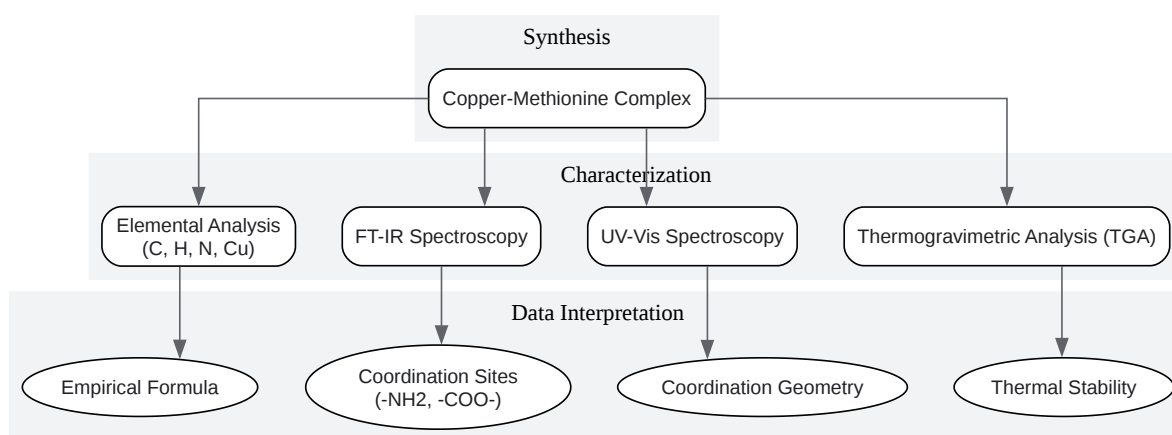 Synthesis
Copper-Methionine Complex
Characterization
Elemental Analysis
(C, H, N, Cu)
FT-IR Spectroscopy
UV-Vis Spectroscopy
Thermogravimetric Analysis (TGA)
Data Interpretation
Empirical Formula
Coordination Sites
(-NH2, -COO-)
Coordination Geometry
Thermal Stability